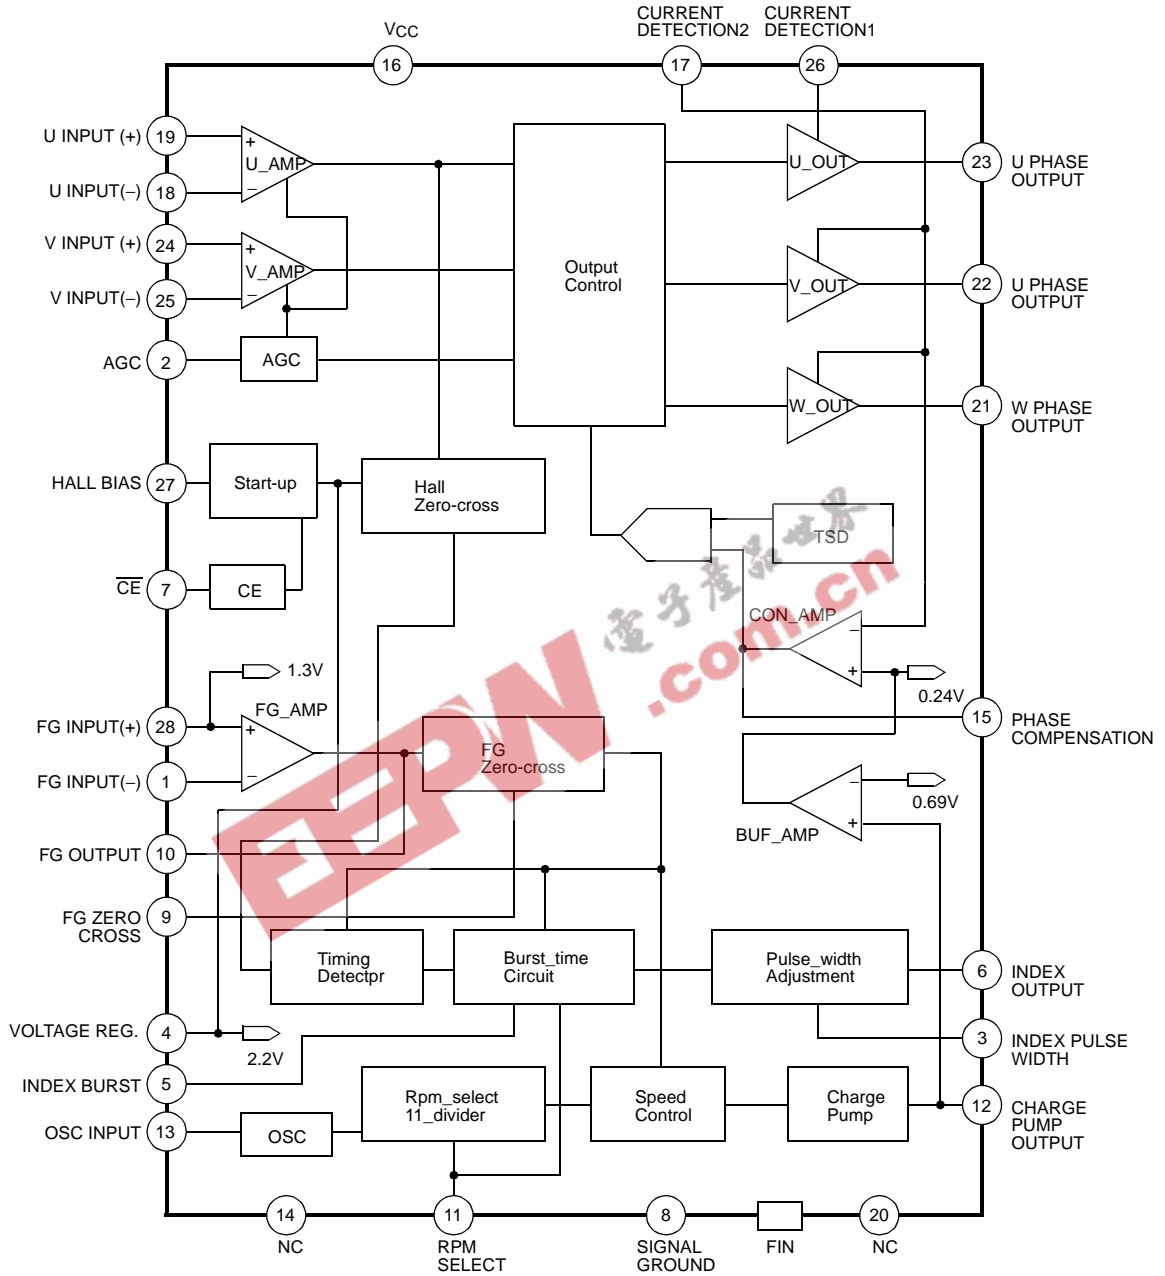 CURRENT
DETECTION2
CURRENT
DETECTION1
VCC
16
17
26
U INPUT (+)
19
+
U_AMP
−
U INPUT(−)
18
V INPUT (+)
24
+
V_AMP
−
V INPUT(−)
25
AGC
2
AGC
Output
Control
U_OUT
23
U PHASE
OUTPUT
V_OUT
22
U PHASE
OUTPUT
W_OUT
21
W PHASE
OUTPUT
HALL BIAS
27
Start-up
Hall
Zero-cross
TSD
CE
7
CE
CON_AMP
−
+
0.24V
1.3V
FG_AMP
FG INPUT(+)
28
+
−
FG INPUT(−)
1
FG
Zero-cross
15
PHASE
COMPENSATION
−
0.69V
+
BUF_AMP
FG OUTPUT
10
FG ZERO
CROSS
9
Timing
Detectpr
Burst_time
Circuit
Pulse_width
Adjustment
6
INDEX
OUTPUT
VOLTAGE REG.
4
2.2V
3
INDEX PULSE
WIDTH
INDEX BURST
5
Rpm_select
11_divider
Speed
Control
Charge
Pump
12
CHARGE
PUMP
OUTPUT
OSC INPUT
13
OSC
14
NC
11
RPM
SELECT
8
SIGNAL
GROUND
FIN
20
NC
EEPW
.com.cn
電子產品世界